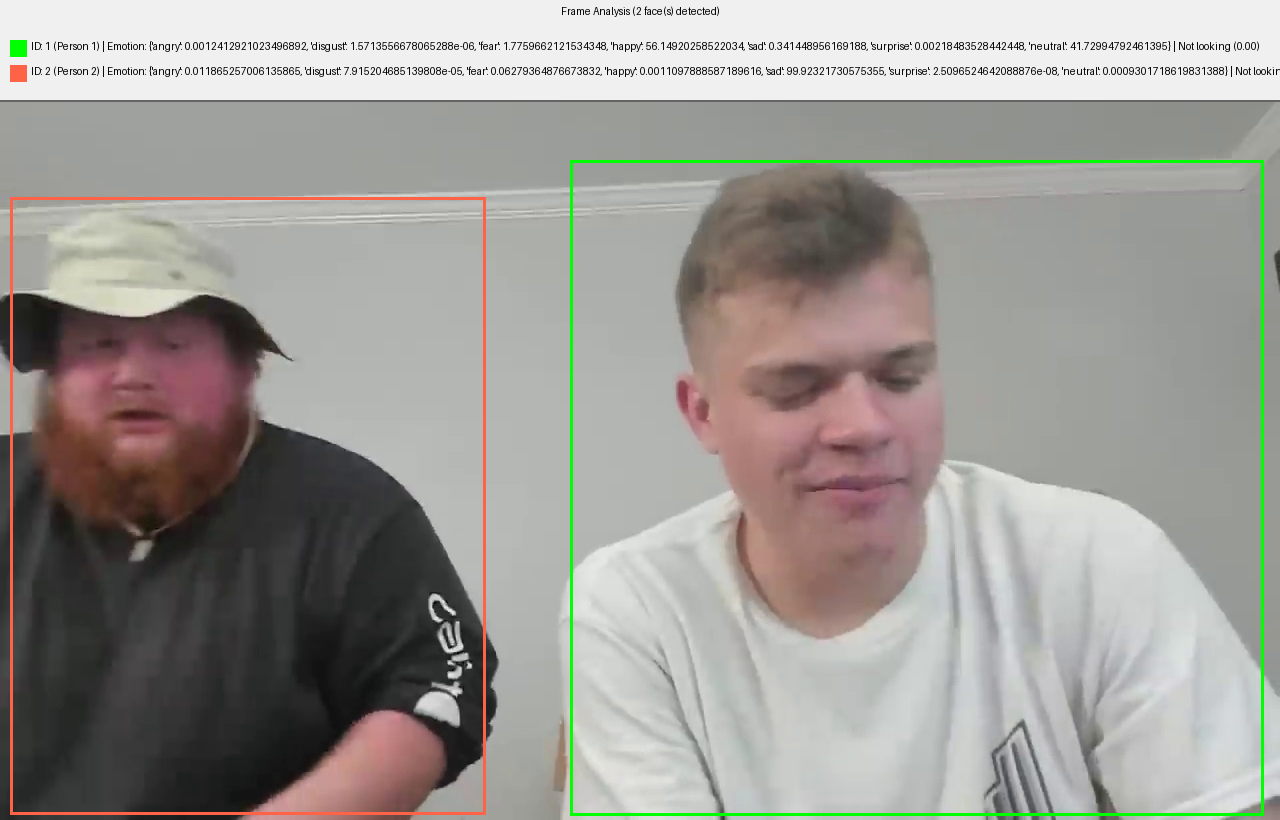 Frame Analysis (2 face(s) detected)
ID: 1 (Person 1) | Emotion: {'angry': 0.0012412921023496892, 'disgust': 1.5713556678065288e-06, 'fear': 1.7759662121534348, 'happy': 56.14920258522034, 'sad': 0.341448956169188, 'surprise': 0.00218483528442448, 'neutral': 41.72994792461395} | Not looking (0.00)
ID: 2 (Person 2) | Emotion: {'angry': 0.011865257006135865, 'disgust': 7.915204685139808e-05, 'fear': 0.06279364876673832, 'happy': 0.0011097888587189616, 'sad': 99.92321730575355, 'surprise': 2.5096524642088876e-08, 'neutral': 0.0009301718619831388} | Not lookin